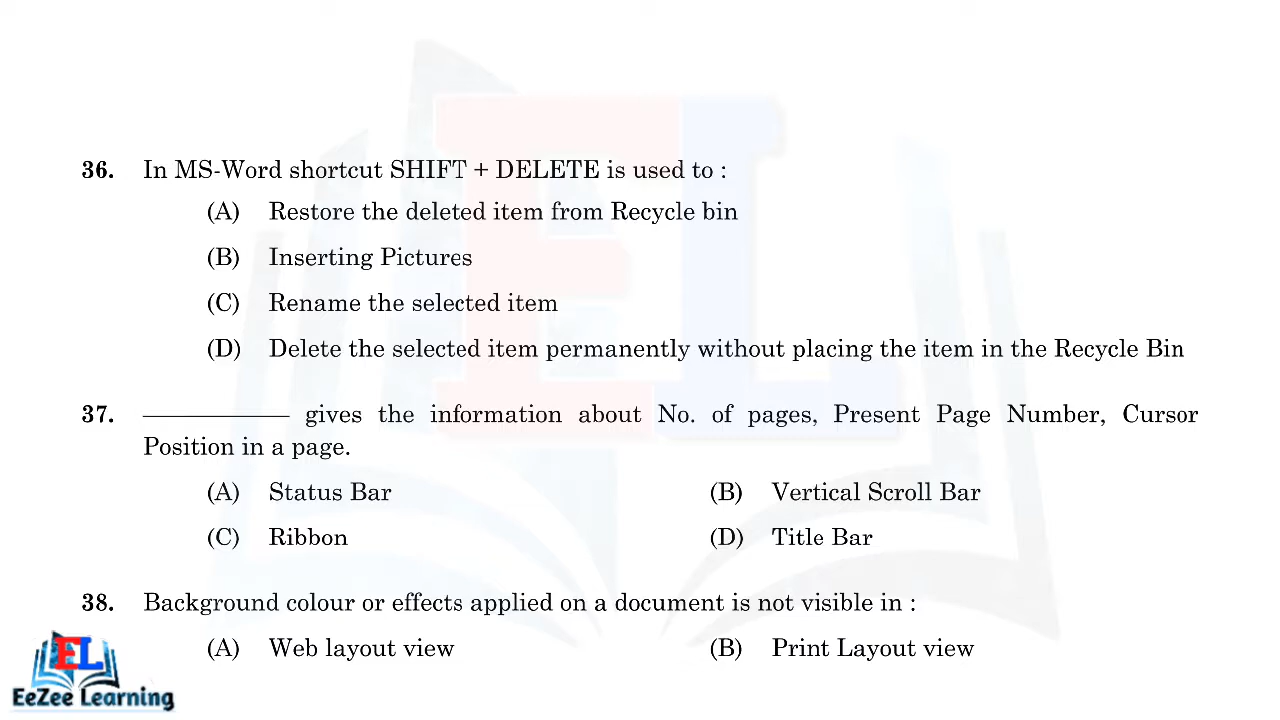 36. In MS-Word shortcut SHIFT + DELETE is used to :
(A) Restore the deleted item from Recycle bin
(B) Inserting Pictures
(C) Rename the selected item
(D) Delete the selected item permanently without placing the item in the Recycle Bin
37. ____________ gives the information about No. of pages, Present Page Number, Cursor
Position in a page.
(A) Status Bar (B) Vertical Scroll Bar
(C) Ribbon (D) Title Bar
38. Background colour or effects applied on a document is not visible in :
(A) Web layout view (B) Print Layout view
EL
EL
EeZee Learning